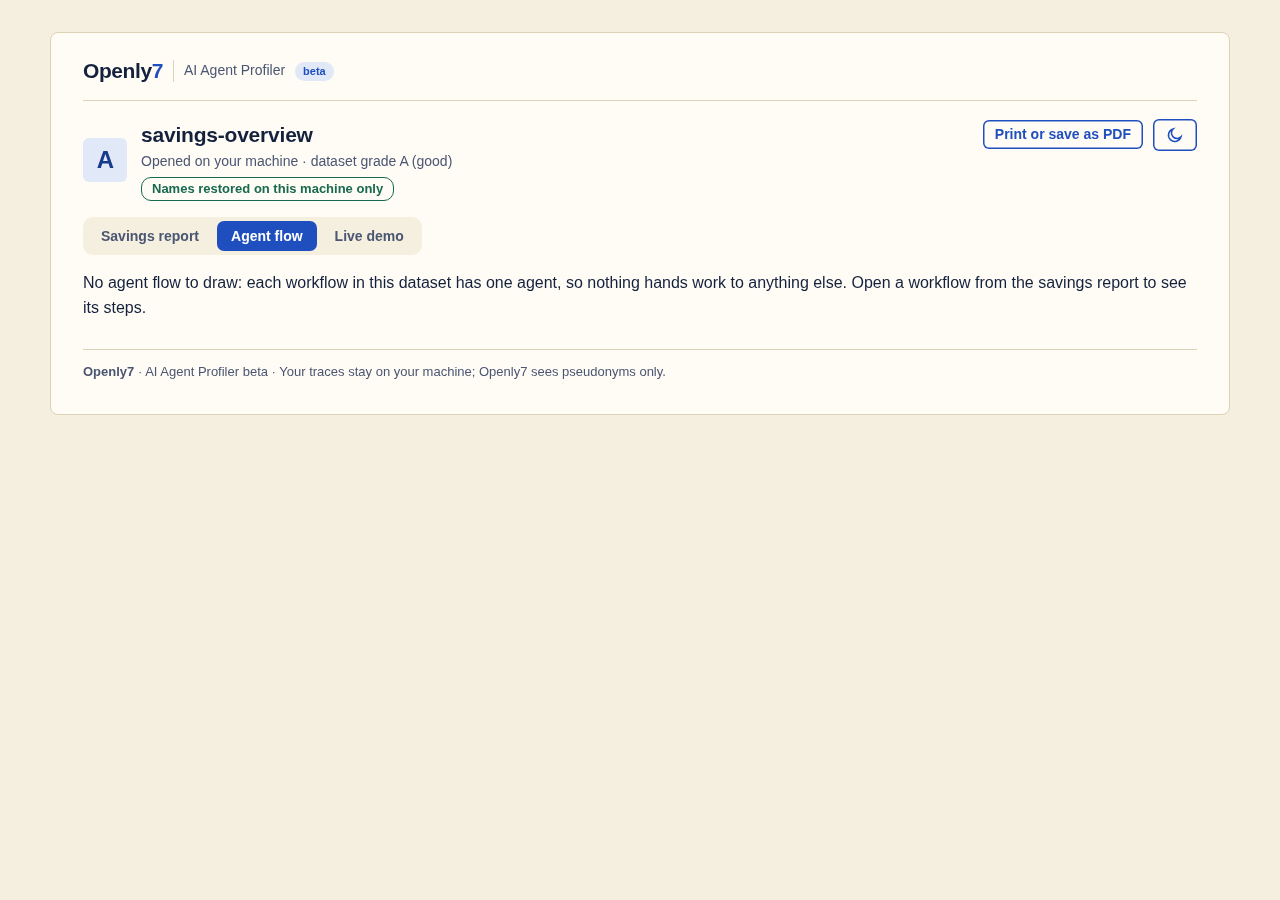 Openly7
AI Agent Profiler
beta
A
savings-overview
Opened on your machine · dataset grade A (good)
Names restored on this machine only
Print or save as PDF
Savings report
Agent flow
Live demo
No agent flow to draw: each workflow in this dataset has one agent, so nothing hands work to anything else. Open a workflow from the savings report to see
its steps.
Openly7 · AI Agent Profiler beta · Your traces stay on your machine; Openly7 sees pseudonyms only.